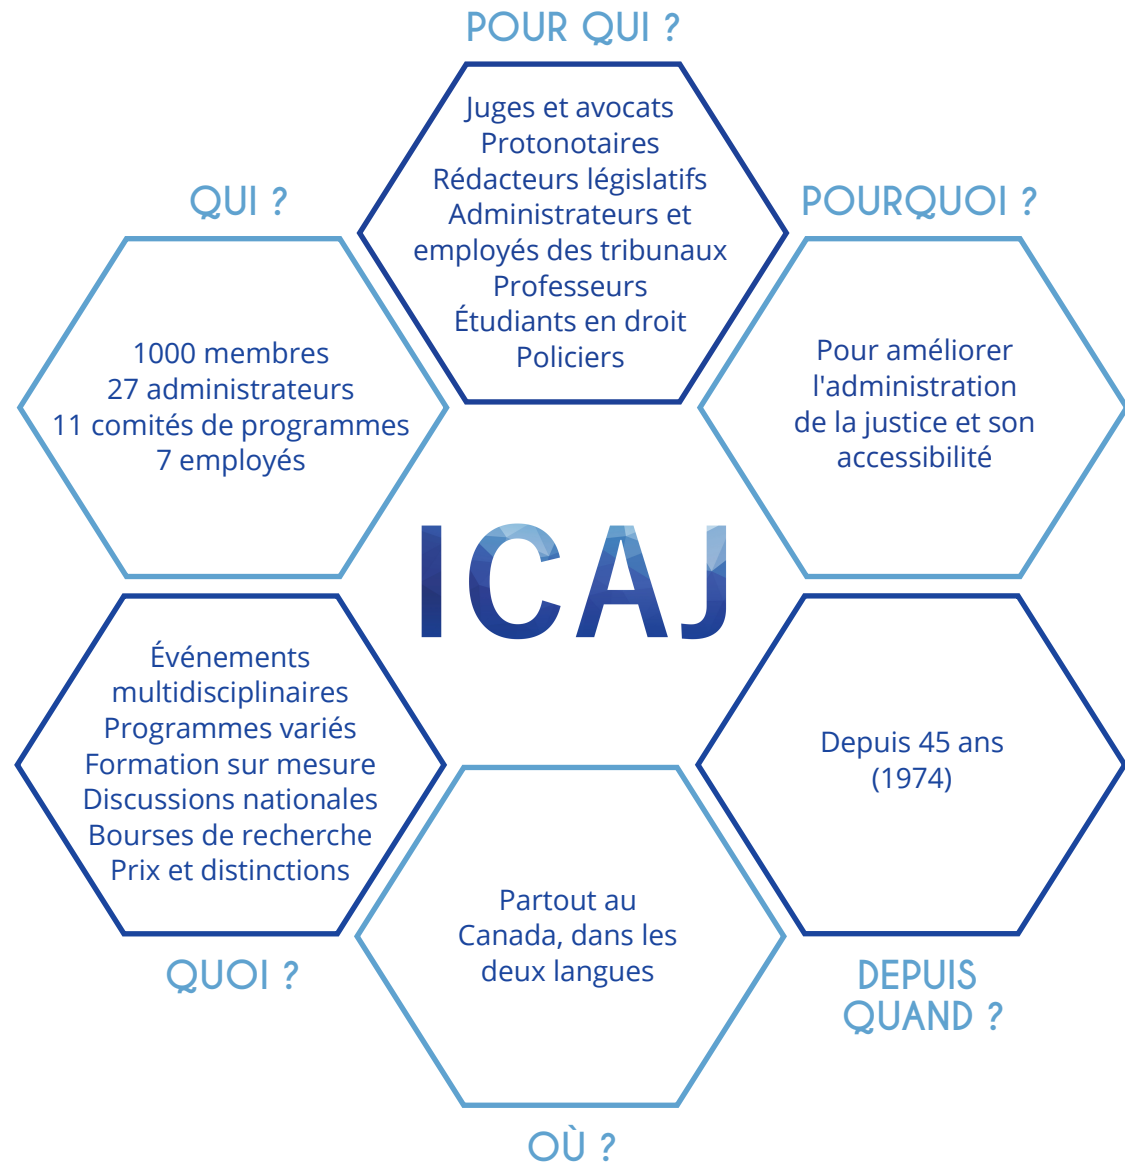 POUR QUI ?
Juges et avocats
Protonotaires
Rédacteurs législatifs
Administrateurs et
employés des tribunaux
Professeurs
Étudiants en droit
Policiers
QUI ?
1000 membres
27 administrateurs
11 comités de programmes
7 employés
POURQUOI ?
Pour améliorer
l'administration
de la justice et son
accessibilité
ICAJ
Événements
multidisciplinaires
Programmes variés
Formation sur mesure
Discussions nationales
Bourses de recherche
Prix et distinctions
QUOI ?
Depuis 45 ans
(1974)
DEPUIS
QUAND ?
Partout au
Canada, dans les
deux langues
OÙ ?